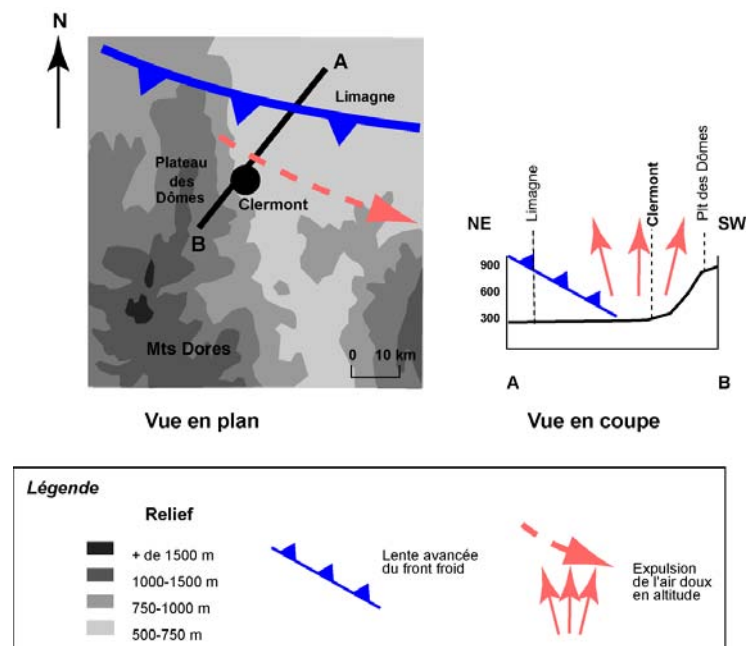 N
A
Limagne
Plateau
des
Dômes
Clermont
B
Mts Dores
0 10 km
Vue en plan
Limagne
Clermont
Plt des Dômes
NE
SW
900
600
300
A
B
Vue en coupe
Légende
Relief
+ de 1500 m
1000-1500 m
750-1000 m
500-750 m
Lente avancée
du front froid
Expulsion
de l'air doux
en altitude